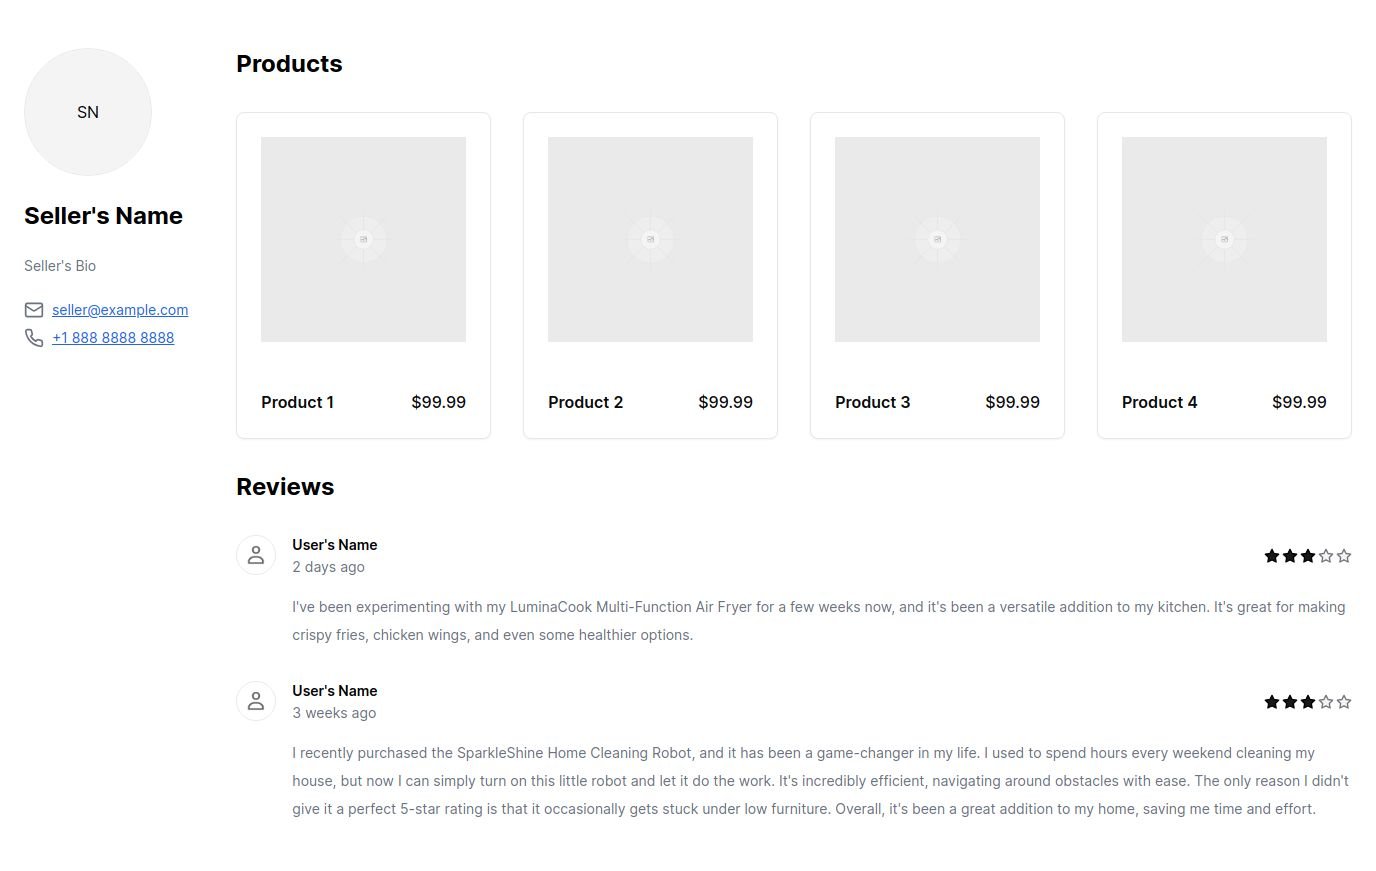 SN
Seller's Name
Seller's Bio
seller@example.com
+1 888 8888 8888
Products
Product 1 $99.99
Product 2 $99.99
Product 3 $99.99
Product 4 $99.99
Reviews
User's Name
2 days ago
I've been experimenting with my LuminaCook Multi-Function Air Fryer for a few weeks now, and it's been a versatile addition to my kitchen. It's great for making
crispy fries, chicken wings, and even some healthier options.
User's Name
3 weeks ago
I recently purchased the SparkleShine Home Cleaning Robot, and it has been a game-changer in my life. I used to spend hours every weekend cleaning my
house, but now I can simply turn on this little robot and let it do the work. It's incredibly efficient, navigating around obstacles with ease. The only reason I didn't
give it a perfect 5-star rating is that it occasionally gets stuck under low furniture. Overall, it's been a great addition to my home, saving me time and effort.